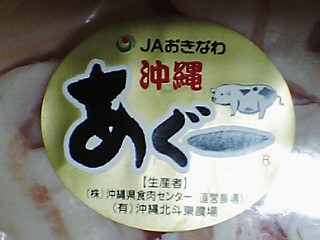 JAおきなわ
沖縄
あぐー
【生産者】
(株)沖縄県食肉センター(直営農場)
(有)沖縄北斗東農場